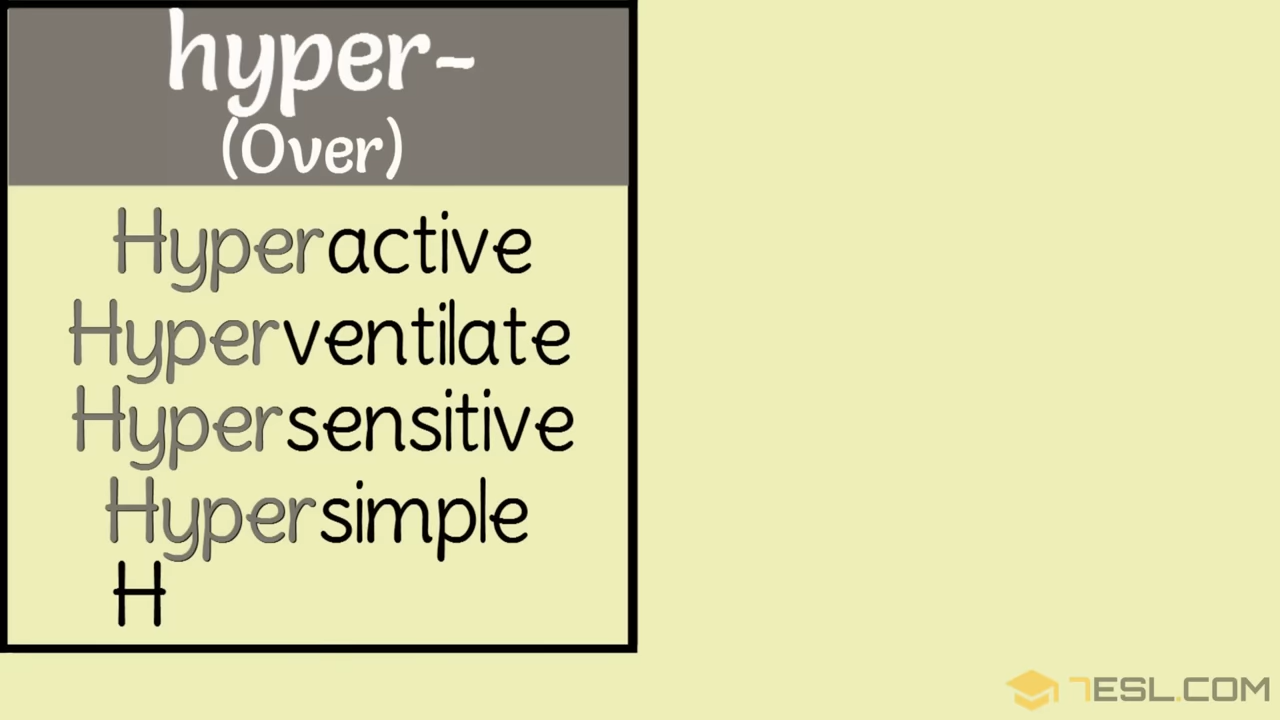 hyper-
(Over)
Hyperactive
Hyperventilate
Hypersensitive
Hypersimple
H
7ESL.COM